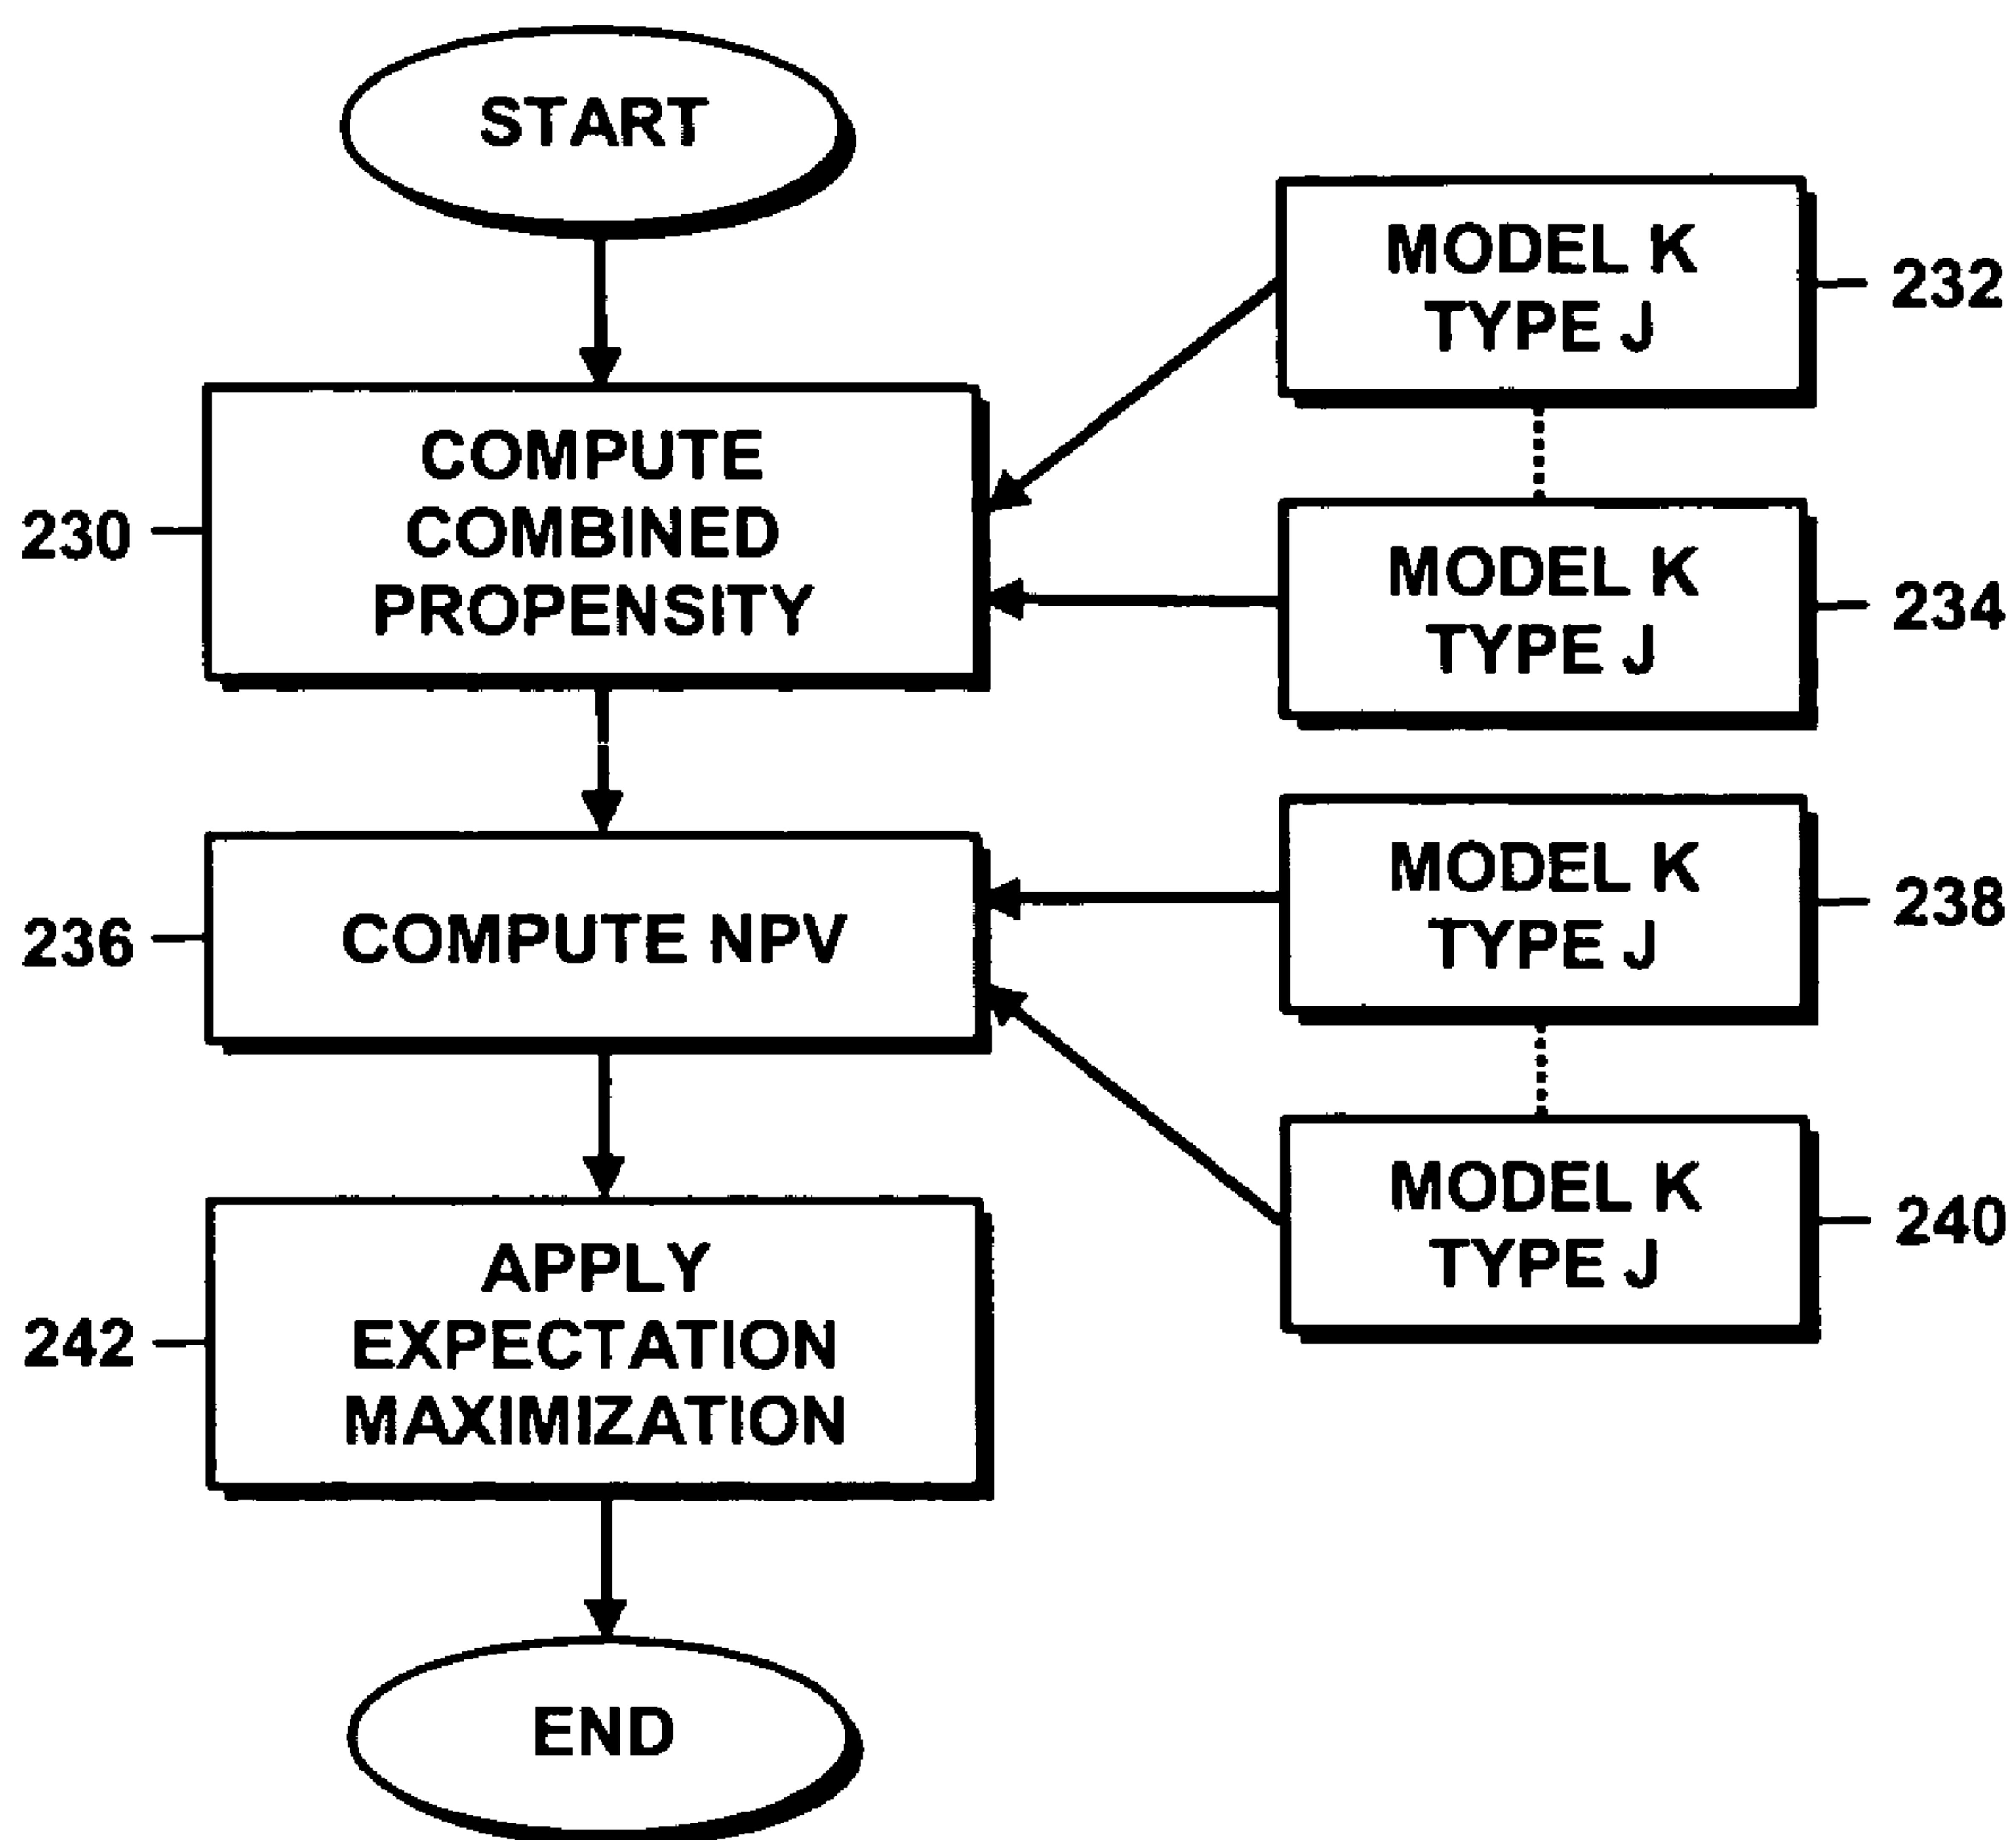 START
MODEL K
TYPE J
232
COMPUTE
COMBINED
PROPENSITY
230
MODEL K
TYPE J
234
MODEL K
TYPE J
238
COMPUTE NPV
236
MODEL K
TYPE J
240
APPLY
EXPECTATION
MAXIMIZATION
242
END